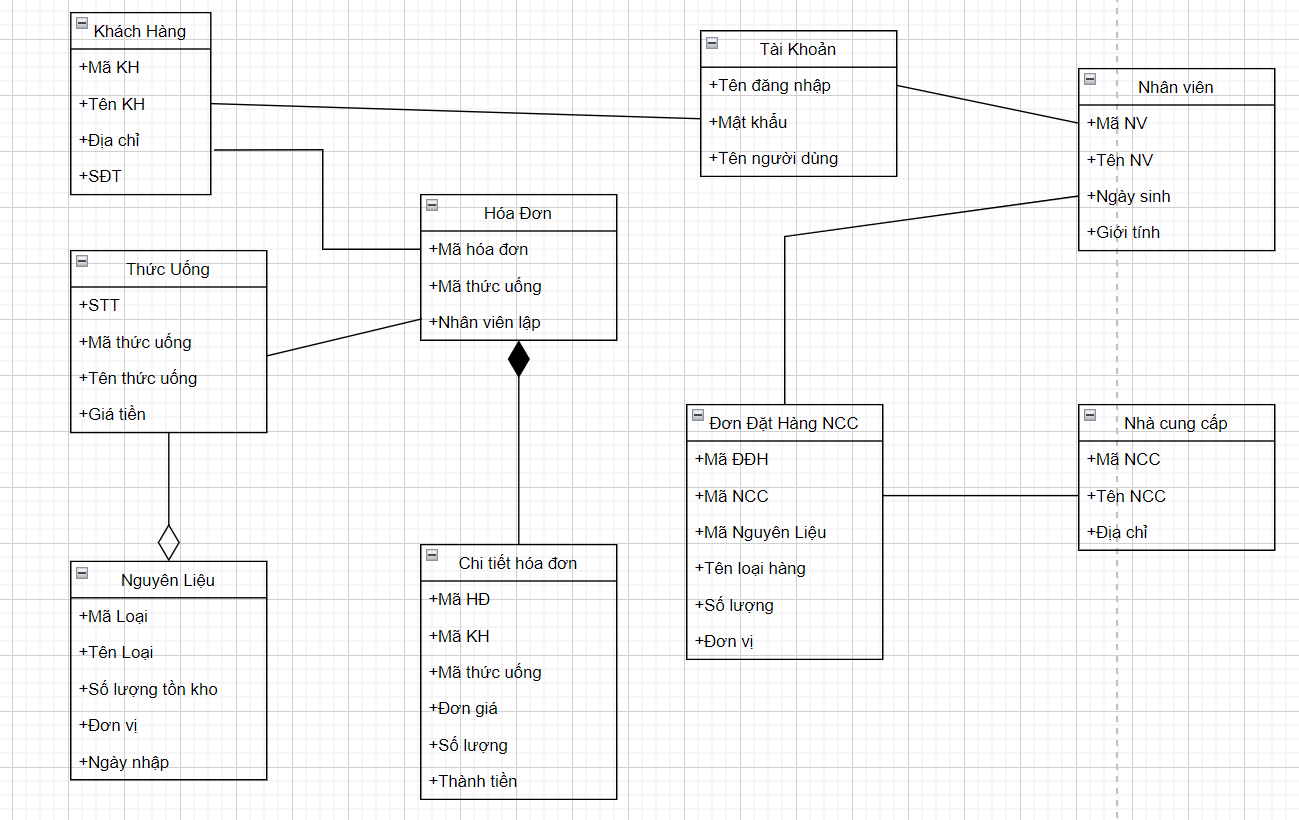 Khách Hàng
+Mã KH
+Tên KH
+Địa chỉ
+SĐT
Tài Khoản
+Tên đăng nhập
+Mật khẩu
+Tên người dùng
Nhân viên
+Mã NV
+Tên NV
+Ngày sinh
+Giới tính
Hóa Đơn
+Mã hóa đơn
+Mã thức uống
+Nhân viên lập
Thức Uống
+STT
+Mã thức uống
+Tên thức uống
+Giá tiền
Đơn Đặt Hàng NCC
+Mã ĐĐH
+Mã NCC
+Mã Nguyên Liệu
+Tên loại hàng
+Số lượng
+Đơn vị
Nhà cung cấp
+Mã NCC
+Tên NCC
+Địa chỉ
Nguyên Liệu
+Mã Loại
+Tên Loại
+Số lượng tồn kho
+Đơn vị
+Ngày nhập
Chi tiết hóa đơn
+Mã HĐ
+Mã KH
+Mã thức uống
+Đơn giá
+Số lượng
+Thành tiền